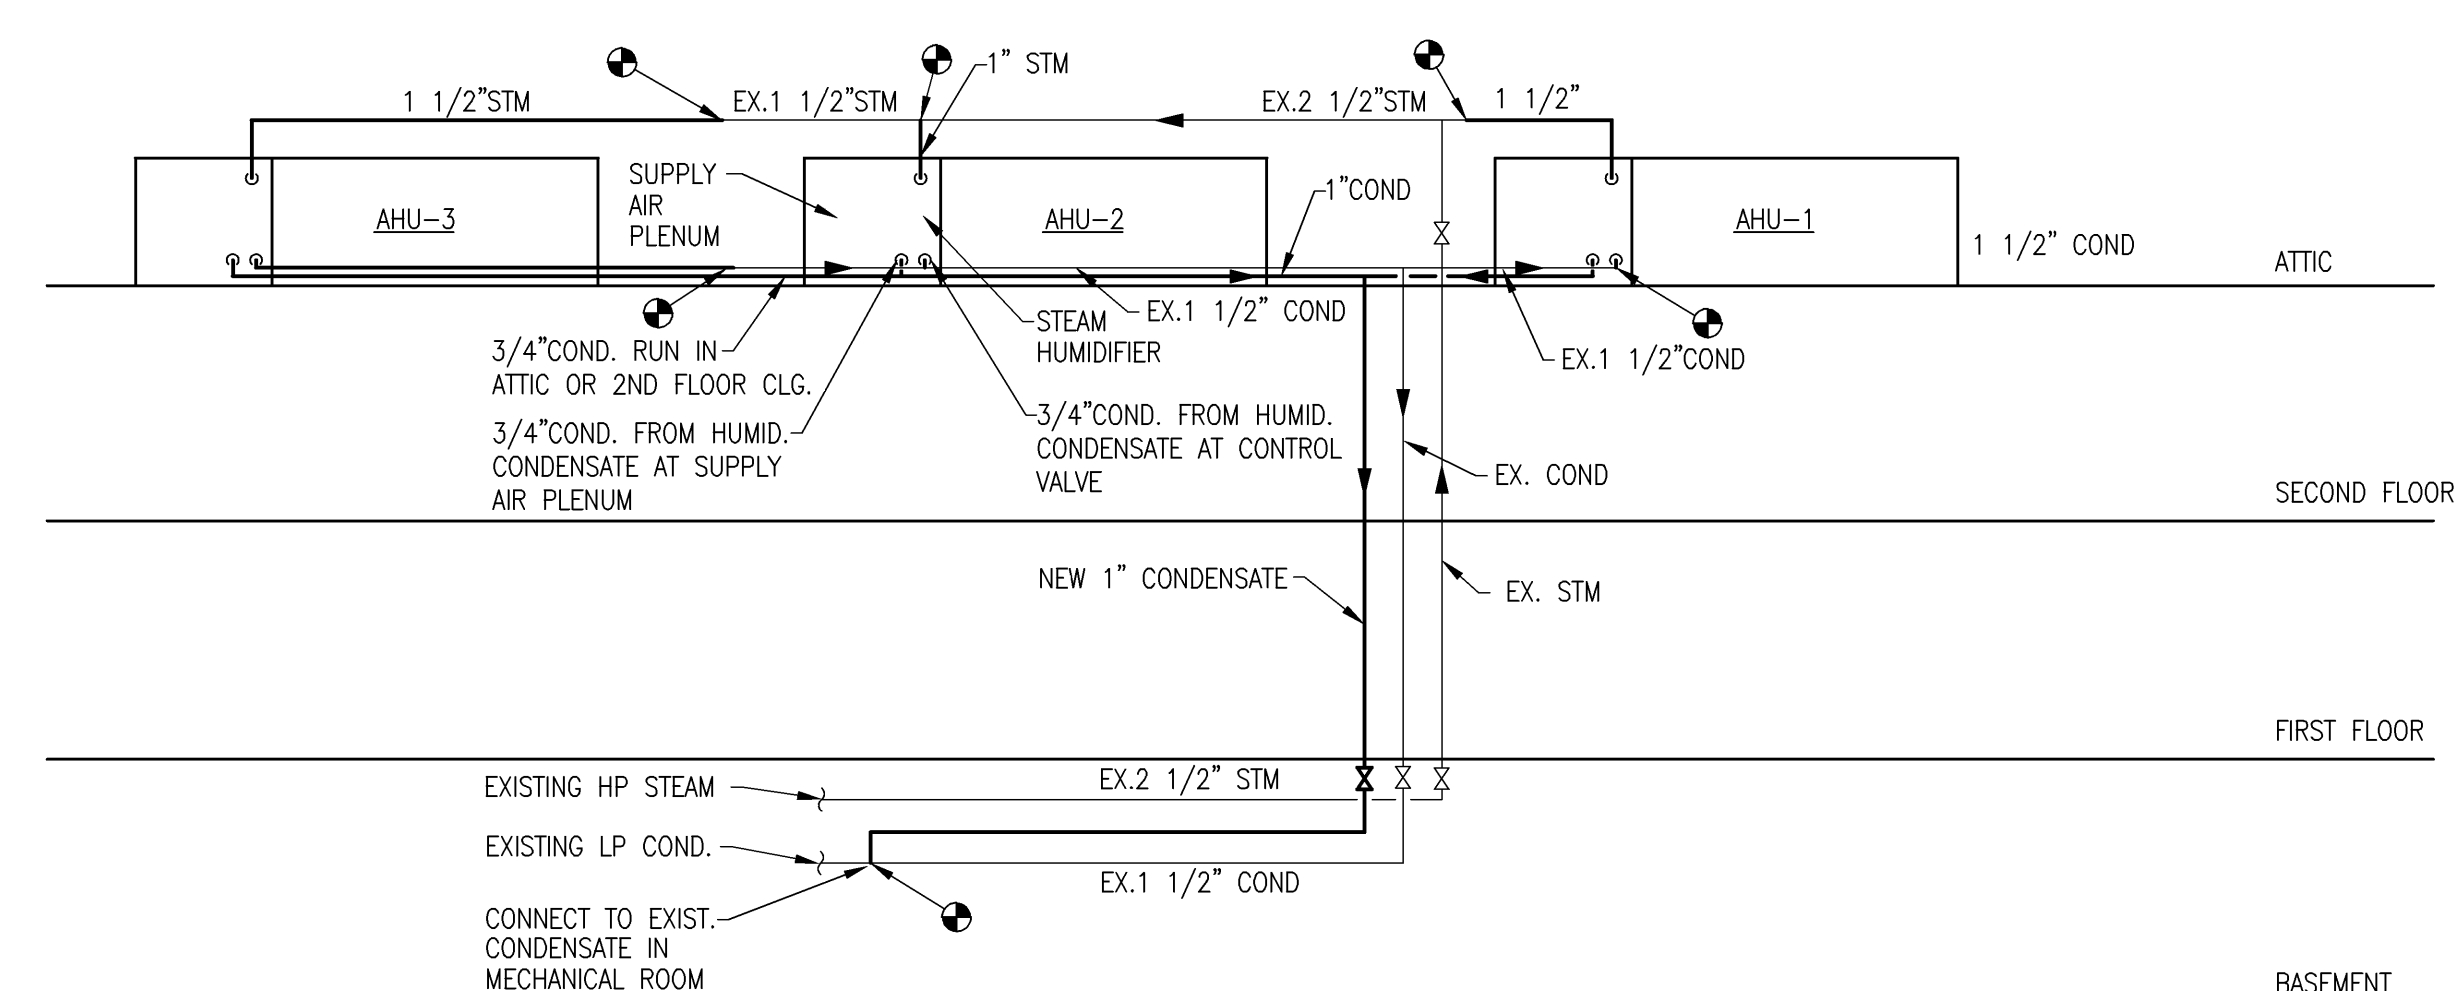 1" STM
1 1/2"STM
EX.1 1/2"STM
EX.2 1/2"STM
1 1/2"
SUPPLY
AIR
PLENUM
AHU-3
AHU-2
1"COND
AHU-1
1 1/2" COND
ATTIC
EX.1 1/2" COND
STEAM
HUMIDIFIER
3/4"COND. RUN IN
ATTIC OR 2ND FLOOR CLG.
EX.1 1/2"COND
3/4"COND. FROM HUMID.
CONDENSATE AT SUPPLY
AIR PLENUM
3/4"COND. FROM HUMID.
CONDENSATE AT CONTROL
VALVE
EX. COND
SECOND FLOOR
NEW 1" CONDENSATE
EX. STM
FIRST FLOOR
EXISTING HP STEAM
EX.2 1/2" STM
EXISTING LP COND.
EX.1 1/2" COND
CONNECT TO EXIST.
CONDENSATE IN
MECHANICAL ROOM
BASEMENT